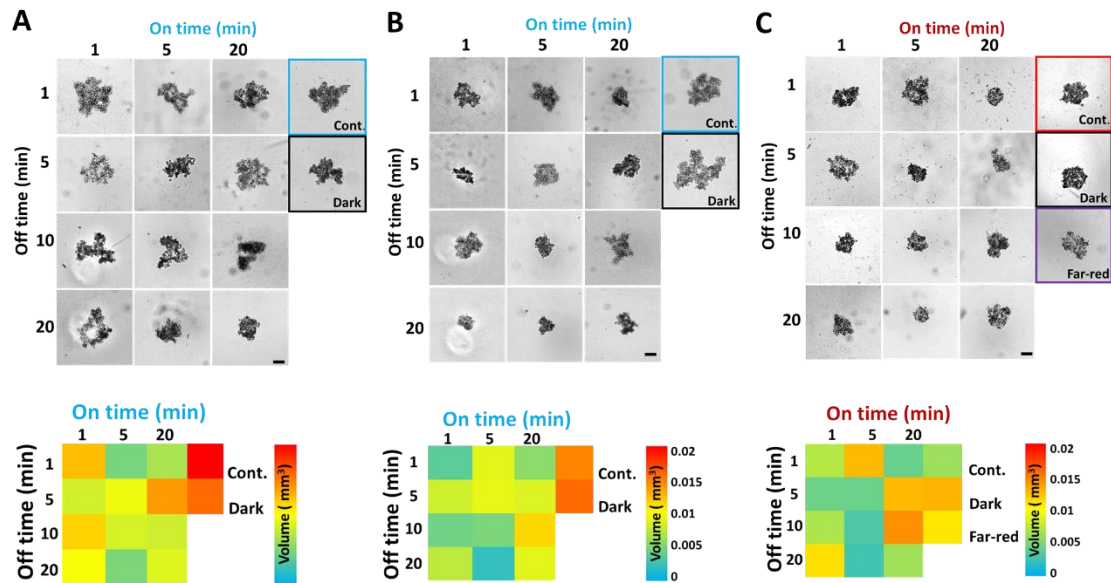 A
On time (min)
1 5 20
Off time (min)
1
5
10
20
Cont.
Dark
B
On time (min)
1 5 20
Off time (min)
1
5
10
20
Cont.
Dark
C
On time (min)
1 5 20
Off time (min)
1
5
10
20
Cont.
Dark
Far-red
On time (min)
1 5 20
Off time (min)
1
5
10
20
Cont.
Dark
Volume ( mm³)
On time (min)
1 5 20
Off time (min)
1
5
10
20
Cont.
Dark
Volume ( mm³)
0.02
0.015
0.01
0.005
0
On time (min)
1 5 20
Off time (min)
1
5
10
20
Cont.
Dark
Far-red
Volume ( mm³)
0.02
0.015
0.01
0.005
0